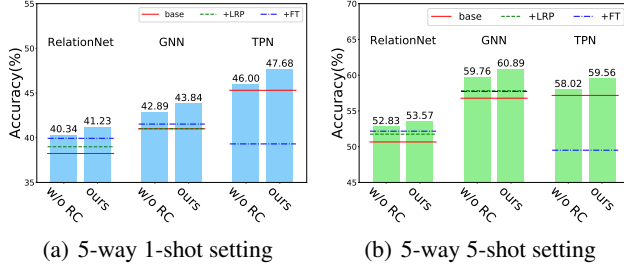 55
50
45
40
35
Accuracy(%)
base +LRP +FT
RelationNet GNN TPN
40.34 41.23 42.89 43.84 46.00 47.68
w/o RC ours w/o RC ours w/o RC ours
(a) 5-way 1-shot setting
70
65
60
55
50
45
Accuracy(%)
base +LRP +FT
RelationNet GNN TPN
52.83 53.57 59.76 60.89 58.02 59.56
w/o RC ours w/o RC ours w/o RC ours
(b) 5-way 5-shot setting